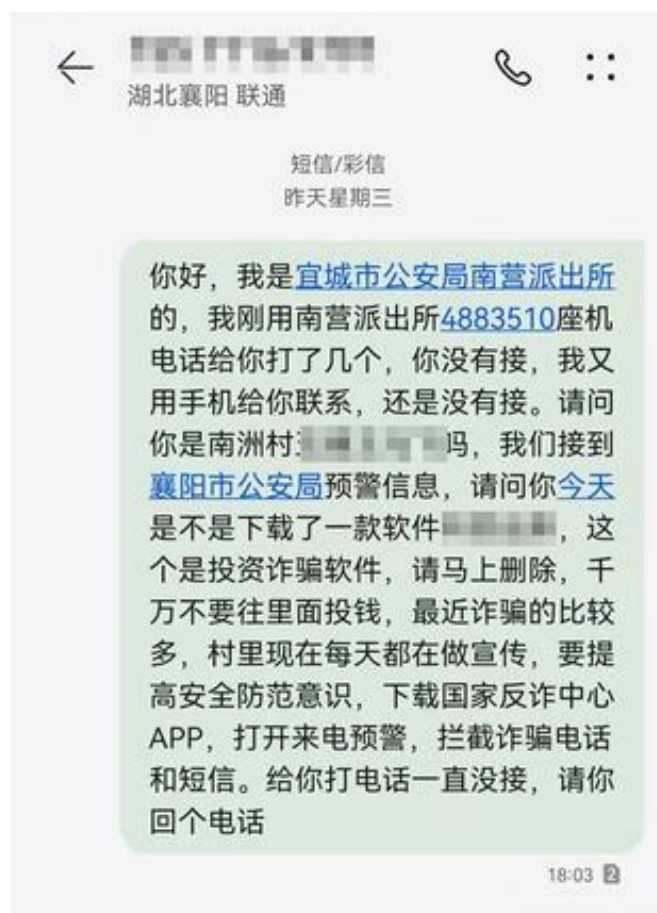 湖北襄阳 联通
短信/彩信
昨天星期三
你好，我是宜城市公安局南营派出所
的，我刚用南营派出所4883510座机
电话给你打了几个，你没有接，我又
用手机给你联系，还是没有接。请问
你是南洲村 吗，我们接到
襄阳市公安局预警信息，请问你今天
是不是下载了一款软件 ，这
个是投资诈骗软件，请马上删除，千
万不要往里面投钱，最近诈骗的比较
多，村里现在每天都在做宣传，要提
高安全防范意识，下载国家反诈中心
APP，打开来电预警，拦截诈骗电话
和短信。给你打电话一直没接，请你
回个电话
18:03 2